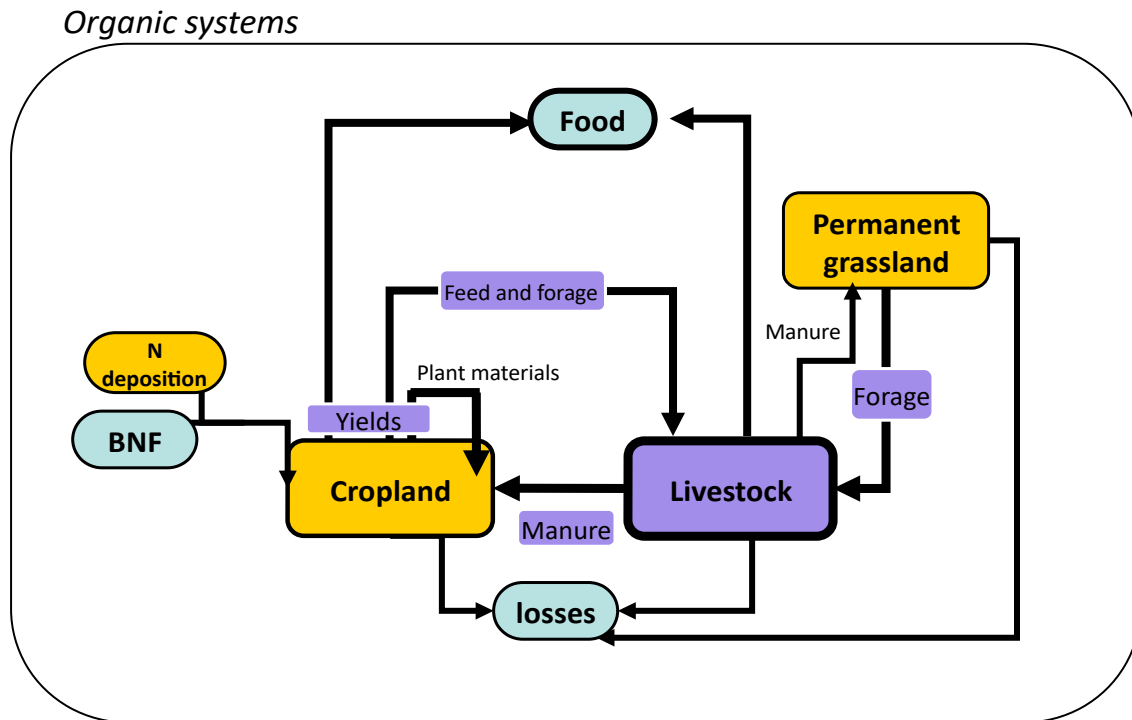 Organic systems
Food
Permanent
grassland
Feed and forage
Manure
N
deposition
Plant materials
Forage
Yields
BNF
Cropland
Livestock
Manure
losses